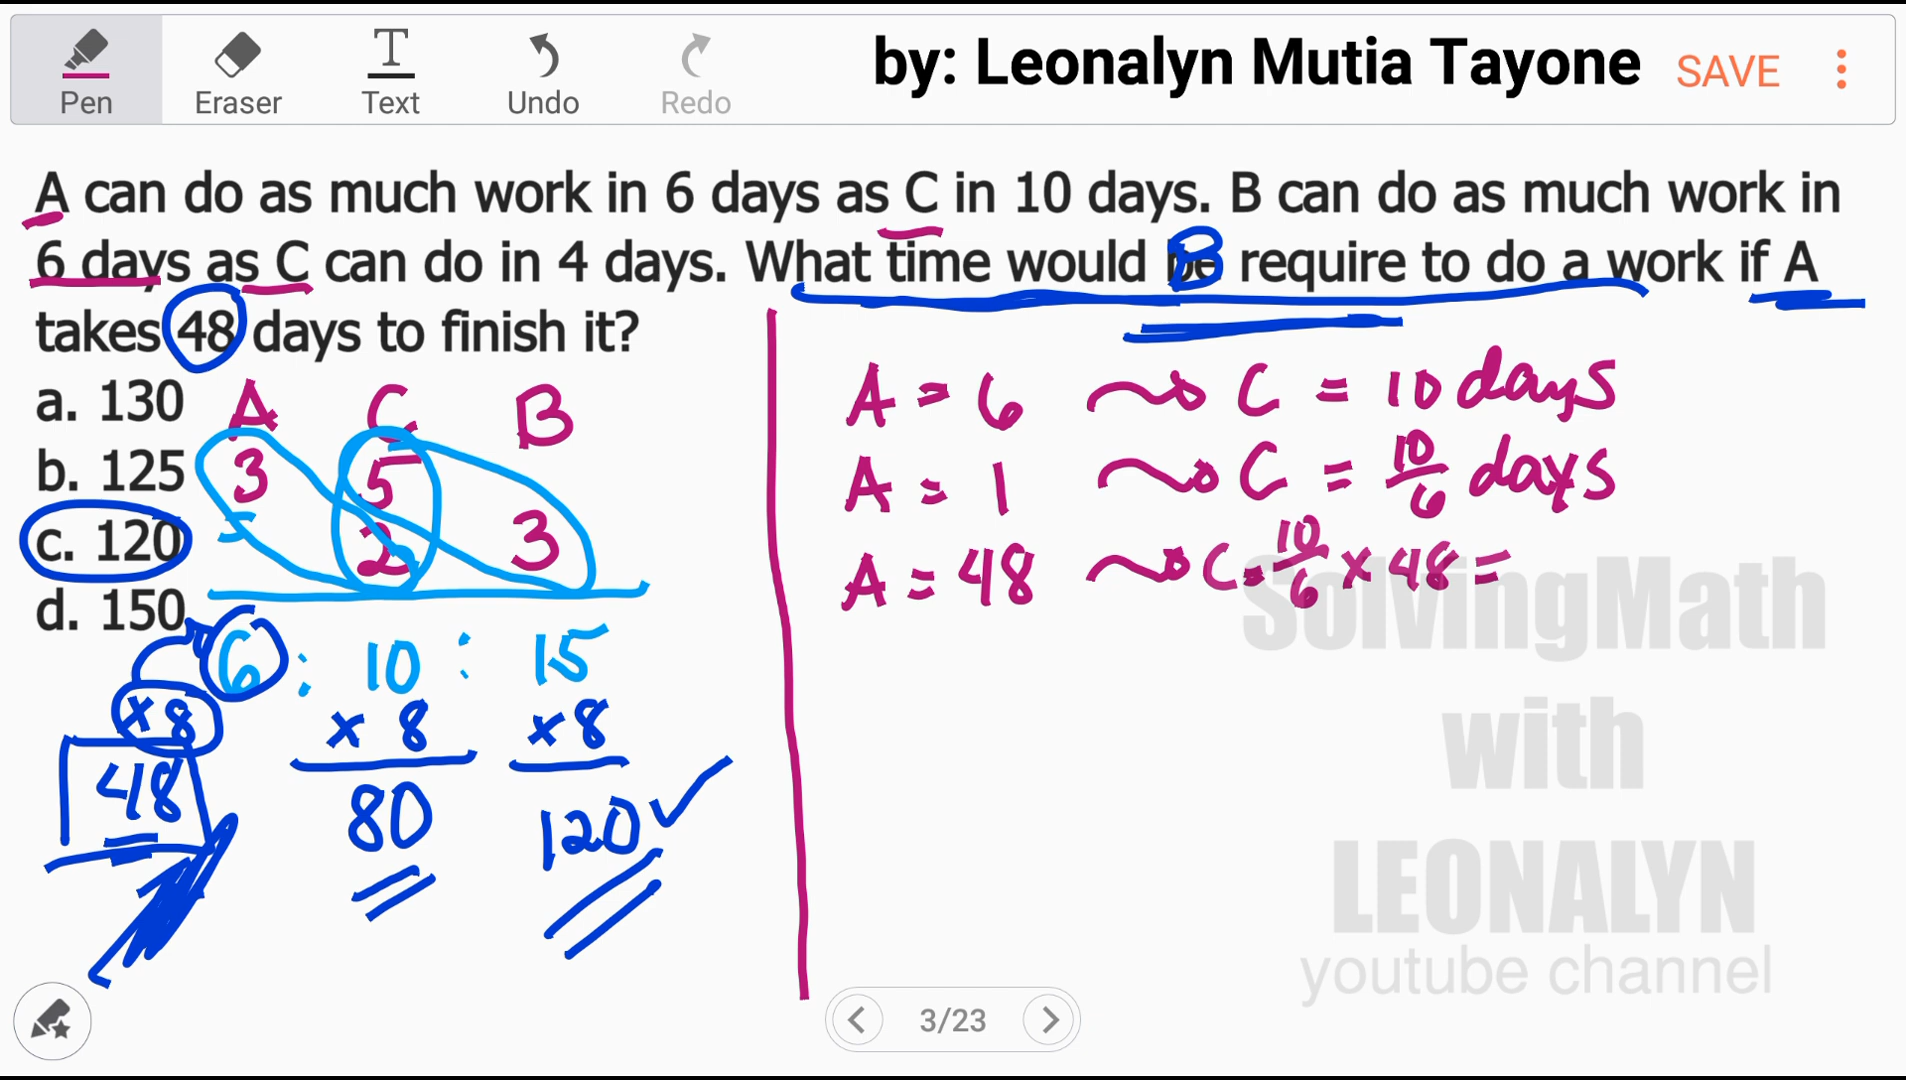 Pen
Eraser
Text
Undo
Redo
by: Leonalyn Mutia Tayone
SAVE
A can do as much work in 6 days as C in 10 days. B can do as much work in
6 days as C can do in 4 days. What time would B require to do a work if A
takes 48 days to finish it?
a. 130
b. 125
c. 120
d. 150
A C B
3 5
2 3
6 : 10 : 15
×8 ×8 ×8
48 80 120
A = 6 C = 10 days
A = 1 C = 10/6 days
A = 48 C = 10/6 × 48 =
SolvingMath
with
LEONALYN
youtube channel
3/23